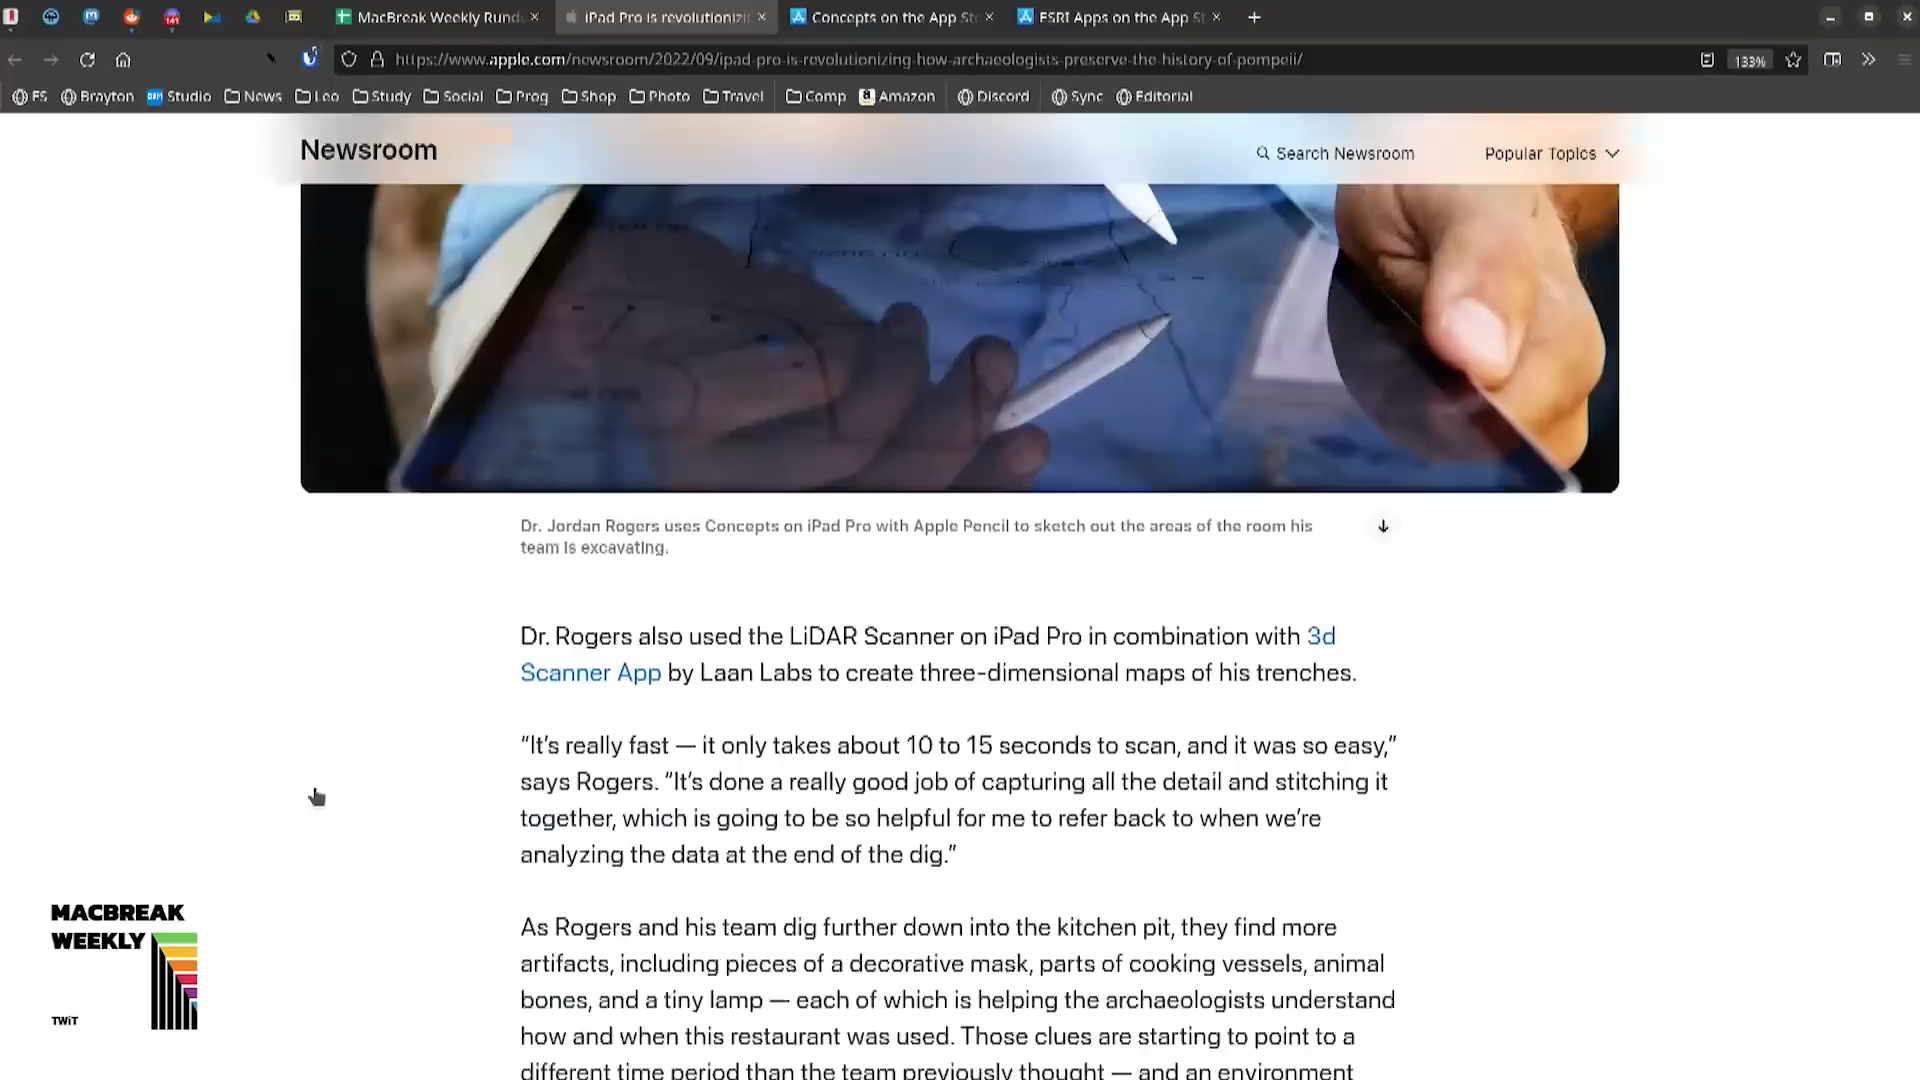 MacBreak Weekly Rund
iPad Pro is revolutionizi
Concepts on the App St
ESRI Apps on the App St
141
https://www.apple.com/newsroom/2022/09/ipad-pro-is-revolutionizing-how-archaeologists-preserve-the-history-of-pompeii/
133%
FS Brayton Studio News Leo Study Social Prog Shop Photo Travel Comp Amazon Discord Sync Editorial
Newsroom
Search Newsroom
Popular Topics
Dr. Jordan Rogers uses Concepts on iPad Pro with Apple Pencil to sketch out the areas of the room his
team is excavating.
Dr. Rogers also used the LiDAR Scanner on iPad Pro in combination with 3d
Scanner App by Laan Labs to create three-dimensional maps of his trenches.
“It’s really fast — it only takes about 10 to 15 seconds to scan, and it was so easy,”
says Rogers. “It’s done a really good job of capturing all the detail and stitching it
together, which is going to be so helpful for me to refer back to when we’re
analyzing the data at the end of the dig.”
As Rogers and his team dig further down into the kitchen pit, they find more
artifacts, including pieces of a decorative mask, parts of cooking vessels, animal
bones, and a tiny lamp — each of which is helping the archaeologists understand
how and when this restaurant was used. Those clues are starting to point to a
different time period than the team previously thought — and an environment
MACBREAK
WEEKLY
TWiT